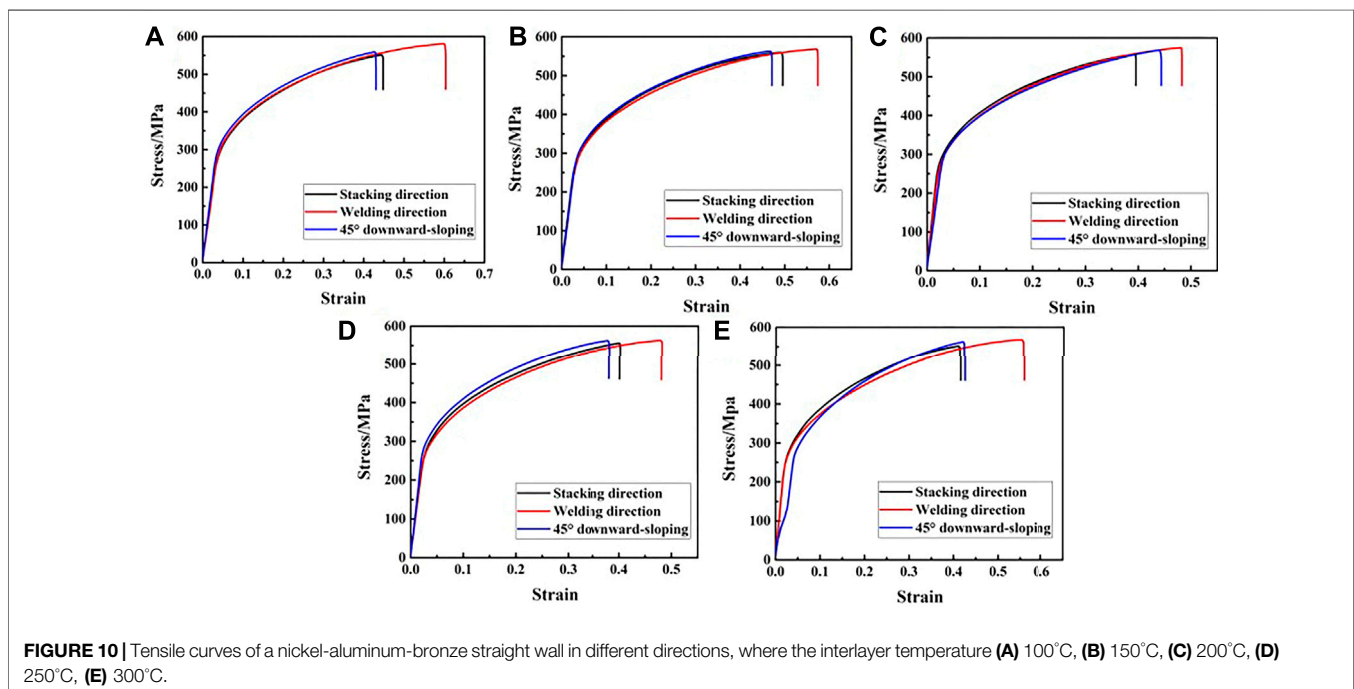 A
600
500
400
300
200
100
0
Stress/MPa
Stacking direction
Welding direction
45° downward-sloping
0.0 0.1 0.2 0.3 0.4 0.5 0.6 0.7
Strain
B
600
500
400
300
200
100
0
Stress/MPa
Stacking direction
Welding direction
45° downward-sloping
0.0 0.1 0.2 0.3 0.4 0.5 0.6
Strain
C
600
500
400
300
200
100
0
Stress/MPa
Stacking direction
Welding direction
45° downward-sloping
0.0 0.1 0.2 0.3 0.4 0.5
Strain
D
600
500
400
300
200
100
0
Stress/MPa
Stacking direction
Welding direction
45° downward-sloping
0.0 0.1 0.2 0.3 0.4 0.5
Strain
E
600
500
400
300
200
100
0
Stress/Mpa
Stacking direction
Welding direction
45° downward-sloping
0.0 0.1 0.2 0.3 0.4 0.5 0.6
Strain
FIGURE 10 | Tensile curves of a nickel-aluminum-bronze straight wall in different directions, where the interlayer temperature (A) 100°C, (B) 150°C, (C) 200°C, (D)
250°C, (E) 300°C.